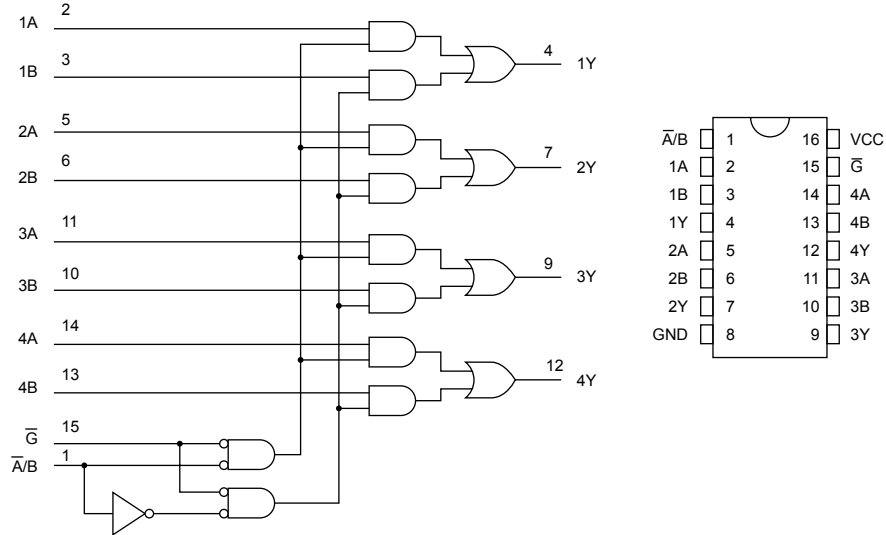 1A 2
4 1Y
1B 3
2A 5
7 2Y
2B 6
3A 11
9 3Y
3B 10
4A 14
12 4Y
4B 13
G̅ 15
A̅/B 1
A̅/B 1 16 VCC
1A 2 15 G̅
1B 3 14 4A
1Y 4 13 4B
2A 5 12 4Y
2B 6 11 3A
2Y 7 10 3B
GND 8 9 3Y